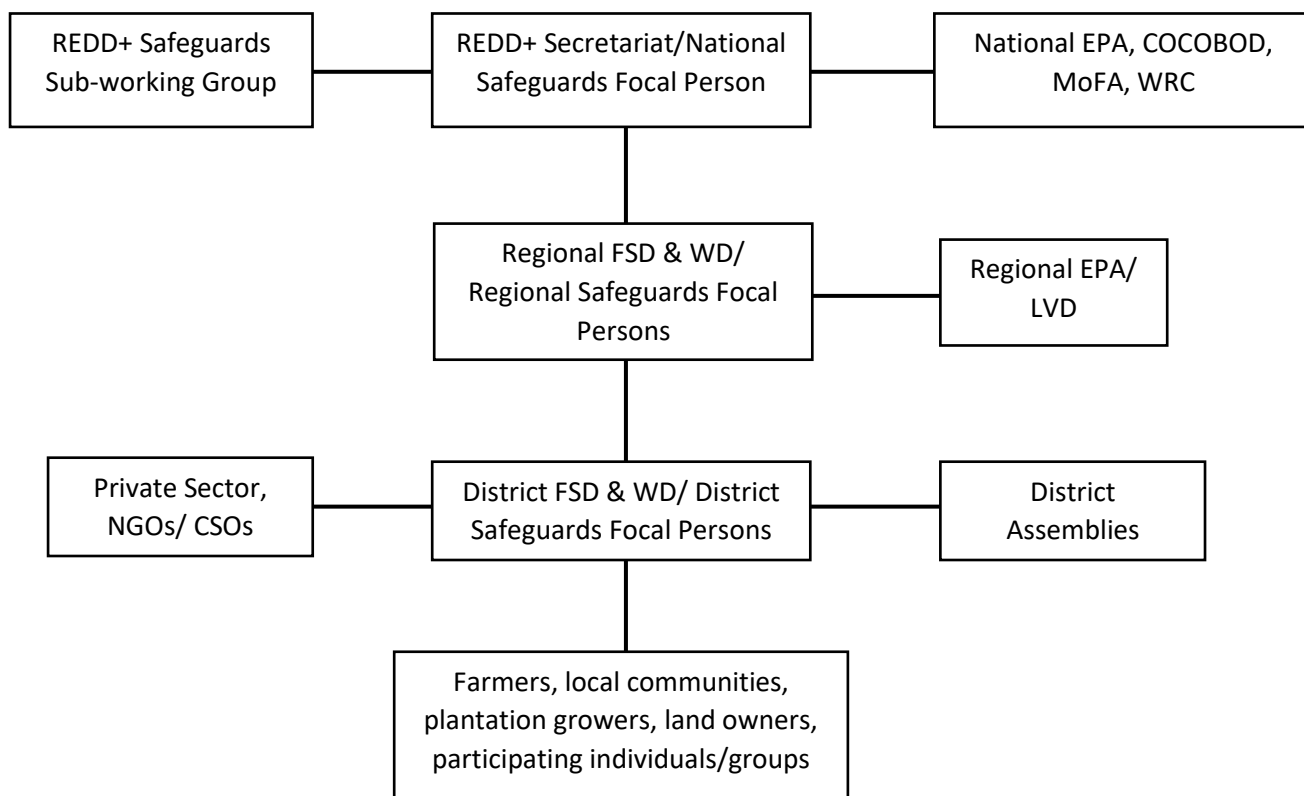 REDD+ Safeguards
Sub-working Group
REDD+ Secretariat/National
Safeguards Focal Person
National EPA, COCOBOD,
MoFA, WRC
Regional FSD & WD/
Regional Safeguards Focal
Persons
Regional EPA/
LVD
Private Sector,
NGOs/ CSOs
District FSD & WD/ District
Safeguards Focal Persons
District
Assemblies
Farmers, local communities,
plantation growers, land owners,
participating individuals/groups